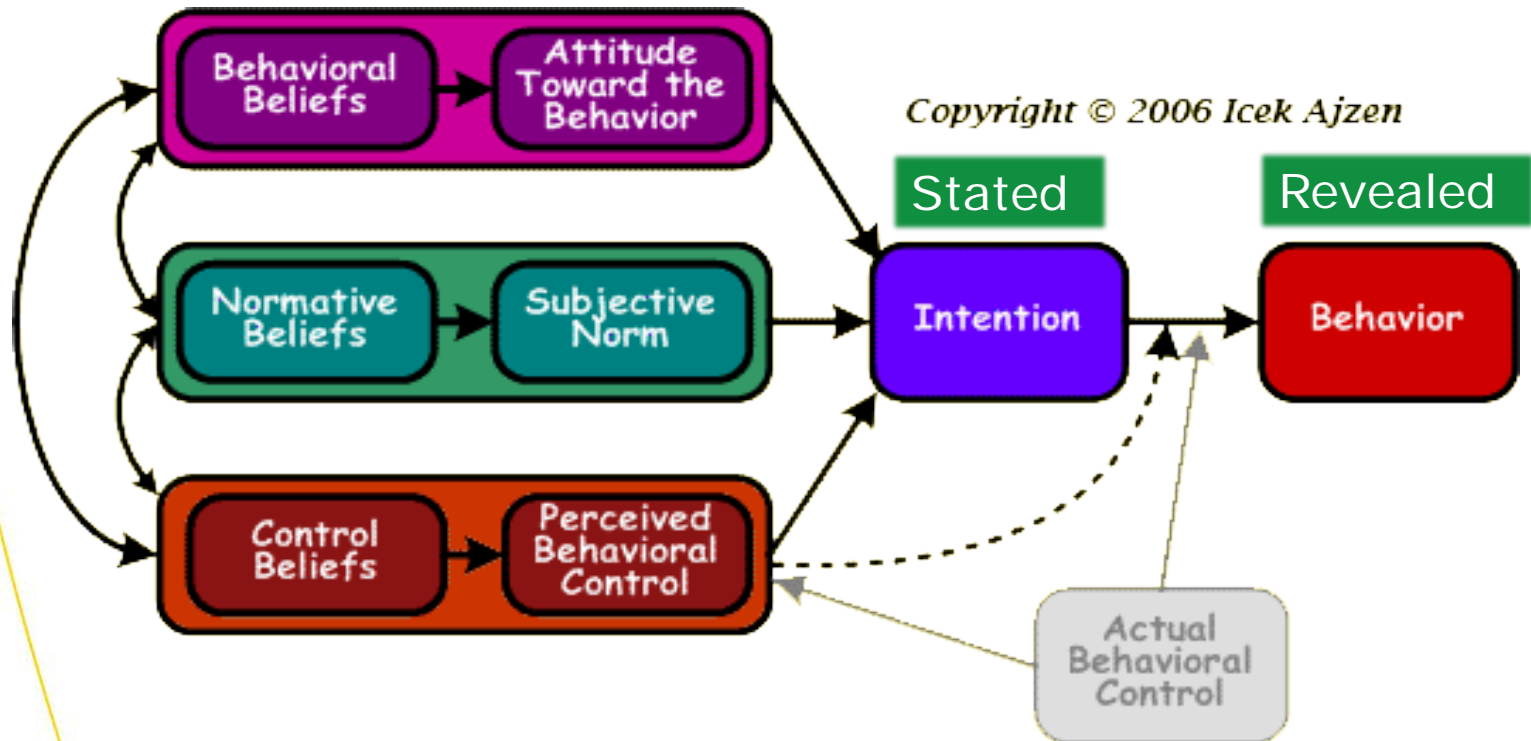 Behavioral
Beliefs
Attitude
Toward the
Behavior
Copyright © 2006 Icek Ajzen
Stated
Revealed
Normative
Beliefs
Subjective
Norm
Intention
Behavior
Control
Beliefs
Perceived
Behavioral
Control
Actual
Behavioral
Control